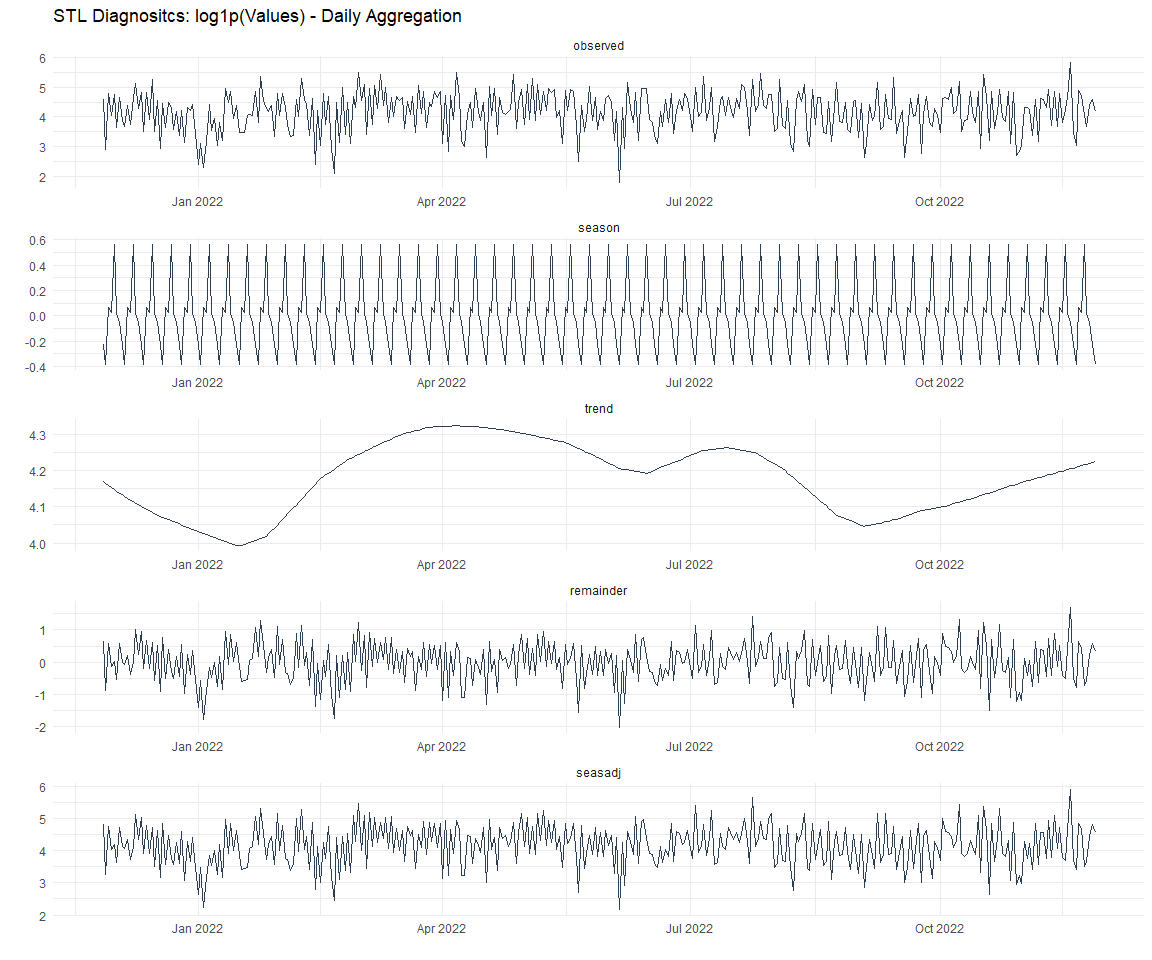 STL Diagnositcs: log1p(Values) - Daily Aggregation
observed
6
5
4
3
2
Jan 2022 Apr 2022 Jul 2022 Oct 2022
season
0.6
0.4
0.2
0.0
-0.2
-0.4
Jan 2022 Apr 2022 Jul 2022 Oct 2022
trend
4.3
4.2
4.1
4.0
Jan 2022 Apr 2022 Jul 2022 Oct 2022
remainder
1
0
-1
-2
Jan 2022 Apr 2022 Jul 2022 Oct 2022
seasadj
6
5
4
3
2
Jan 2022 Apr 2022 Jul 2022 Oct 2022